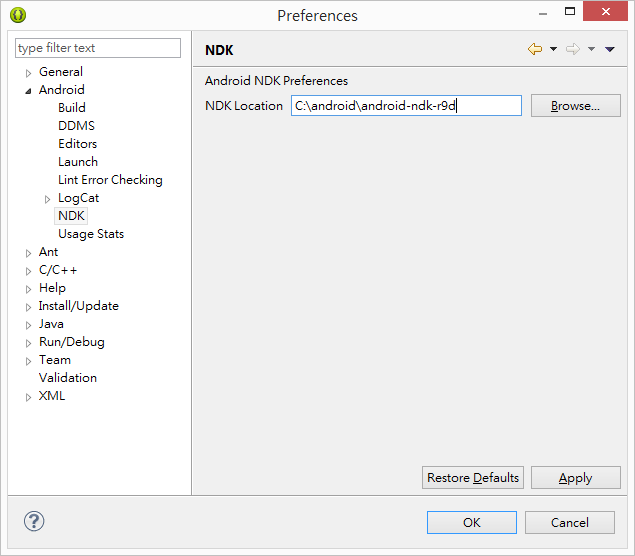 Preferences
type filter text
General
Android
Build
DDMS
Editors
Launch
Lint Error Checking
LogCat
NDK
Usage Stats
Ant
C/C++
Help
Install/Update
Java
Run/Debug
Team
Validation
XML
NDK
Android NDK Preferences
NDK Location C:\android\android-ndk-r9d Browse...
Restore Defaults Apply
OK Cancel